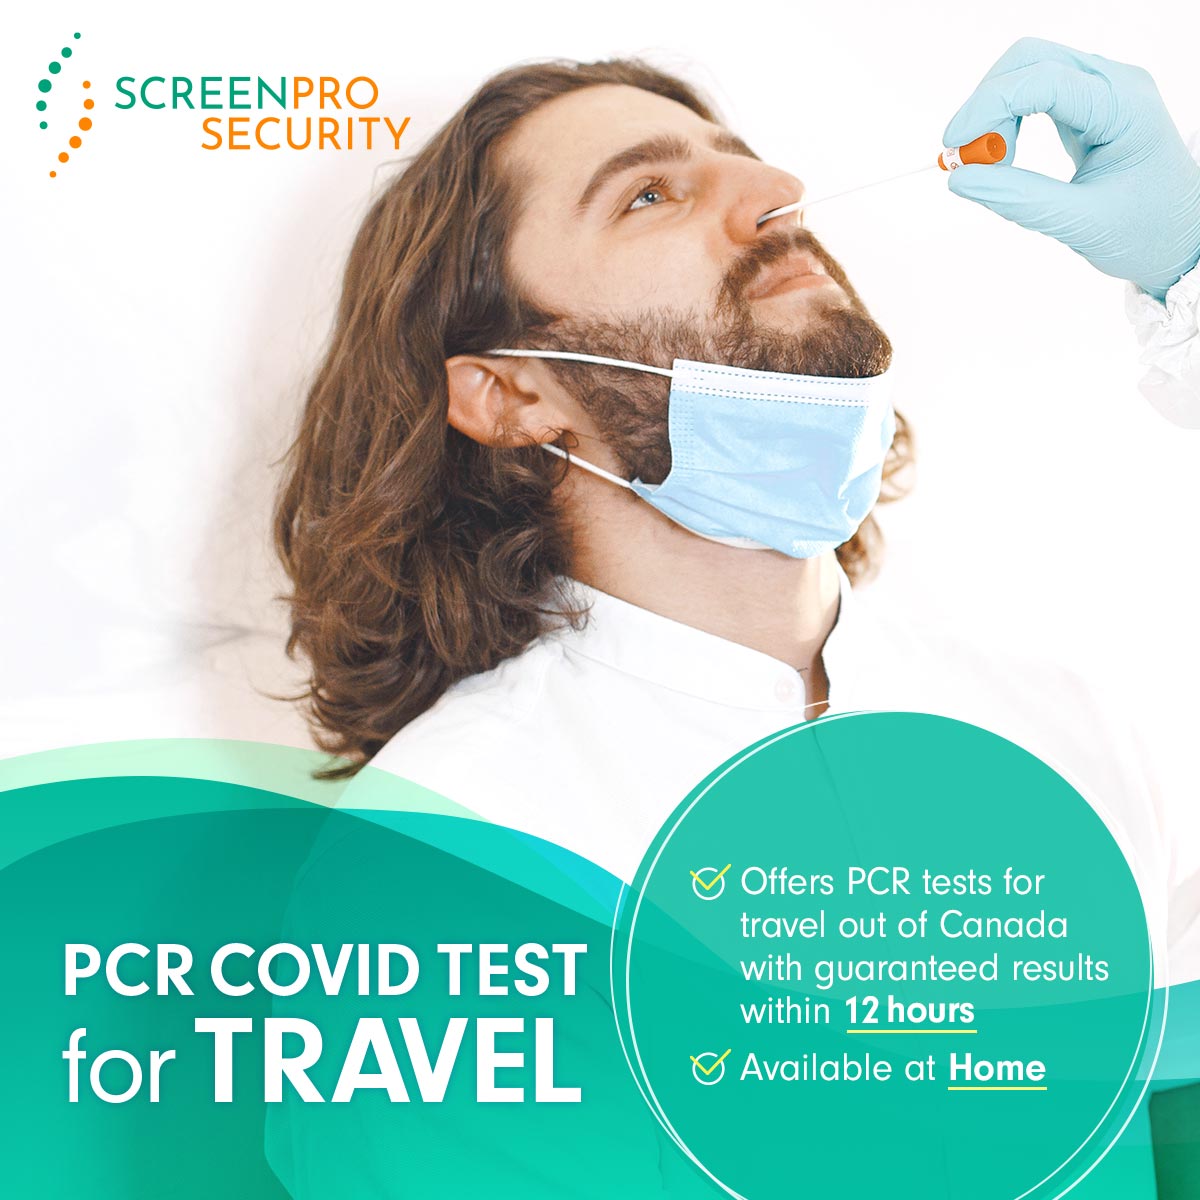 SCREENPRO
SECURITY
PCR COVID TEST
for TRAVEL
Offers PCR tests for
travel out of Canada
with guaranteed results
within 12 hours
Available at Home